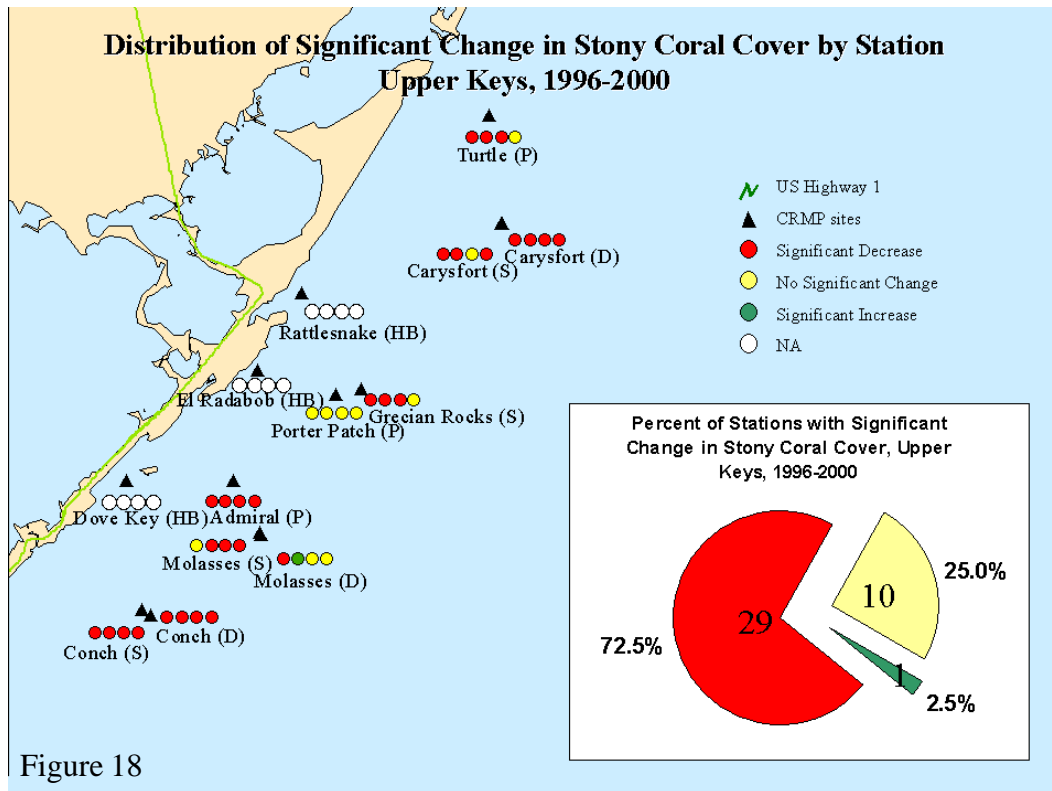 Distribution of Significant Change in Stony Coral Cover by Station
Upper Keys, 1996-2000
Turtle (P)
Carysfort (D)
Carysfort (S)
Rattlesnake (HB)
El Radabob (HB)
Grecian Rocks (S)
Porter Patch (P)
Dove Key (HB)
Admiral (P)
Molasses (S)
Molasses (D)
Conch (D)
Conch (S)
US Highway 1
CRMP sites
Significant Decrease
No Significant Change
Significant Increase
NA
Percent of Stations with Significant
Change in Stony Coral Cover, Upper
Keys, 1996-2000
25.0%
10
29
72.5%
1
2.5%
Figure 18